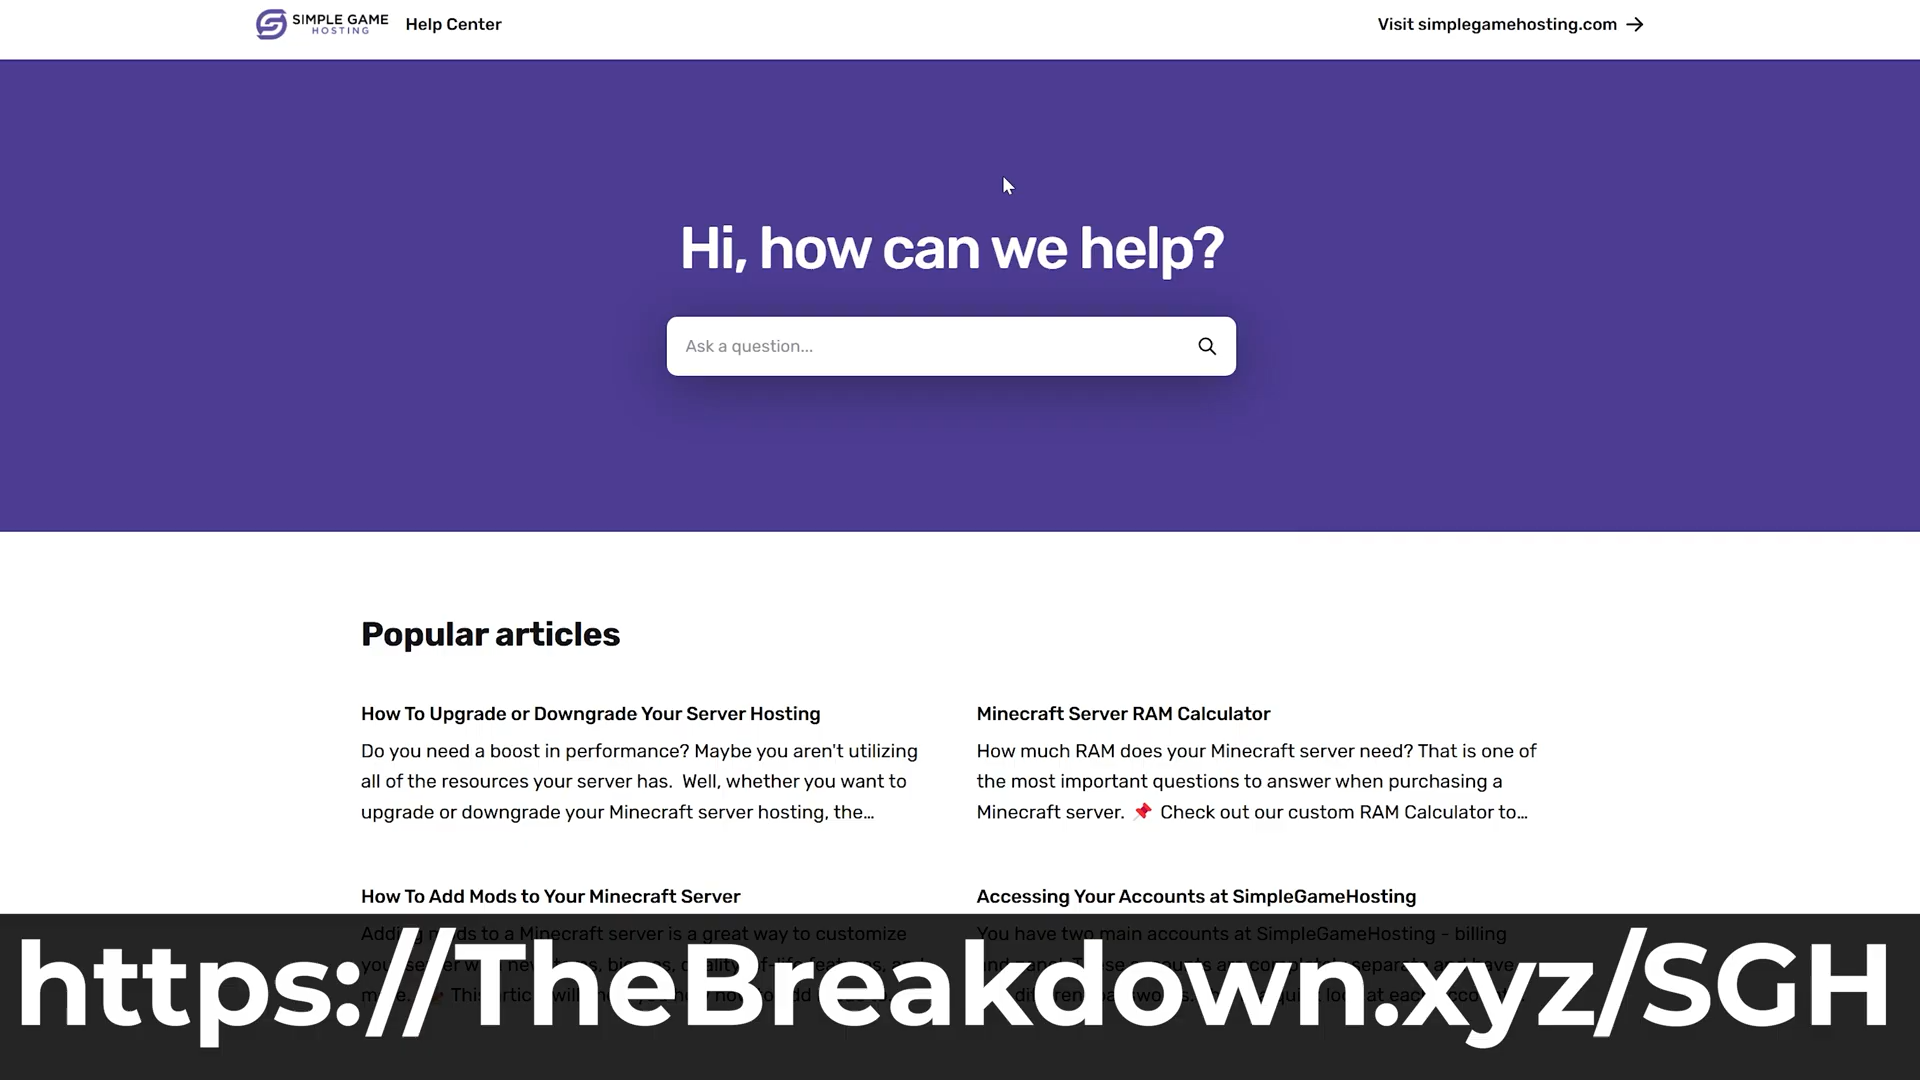 SIMPLE GAME
HOSTING
Help Center
Visit simplegamehosting.com
Hi, how can we help?
Ask a question...
Popular articles
How To Upgrade or Downgrade Your Server Hosting
Do you need a boost in performance? Maybe you aren't utilizing
all of the resources your server has. Well, whether you want to
upgrade or downgrade your Minecraft server hosting, the...
Minecraft Server RAM Calculator
How much RAM does your Minecraft server need? That is one of
the most important questions to answer when purchasing a
Minecraft server. 📌 Check out our custom RAM Calculator to...
How To Add Mods to Your Minecraft Server
Adding mods to a Minecraft server is a great way to customize
Accessing Your Accounts at SimpleGameHosting
You have two main accounts at SimpleGameHosting - billing
https://TheBreakdown.xyz/SGH